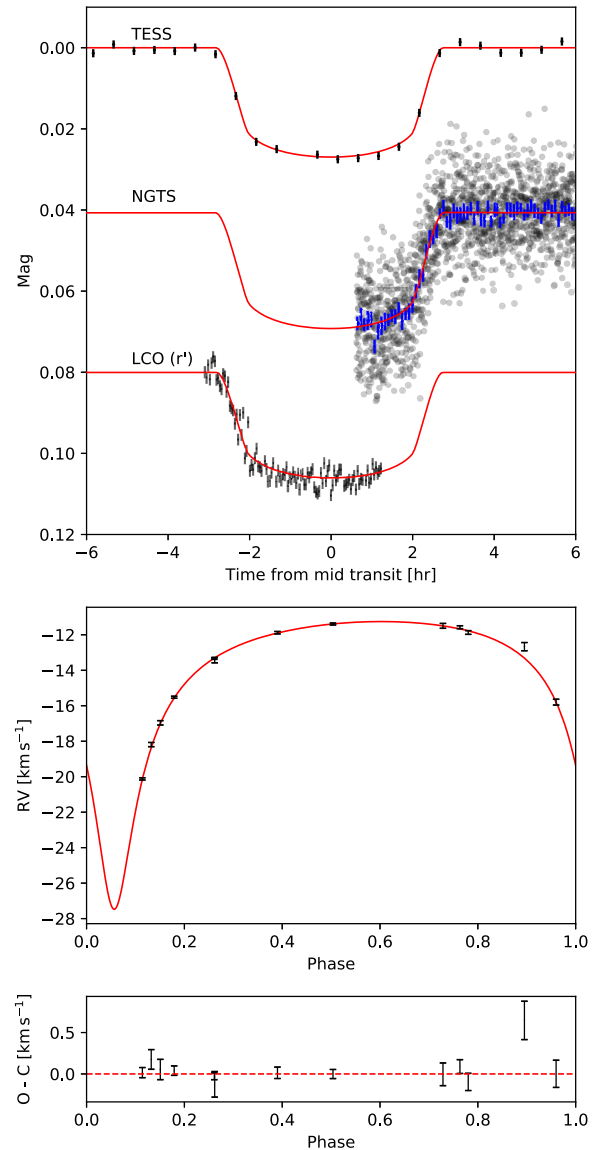 TESS
NGTS
LCO (r')
0.00
0.02
0.04
0.06
0.08
0.10
0.12
Mag
−6 −4 −2 0 2 4 6
Time from mid transit [hr]
−12
−14
−16
−18
−20
−22
−24
−26
−28
RV [km s⁻¹]
0.0 0.2 0.4 0.6 0.8 1.0
Phase
0.5
0.0
O - C [km s⁻¹]
0.0 0.2 0.4 0.6 0.8 1.0
Phase